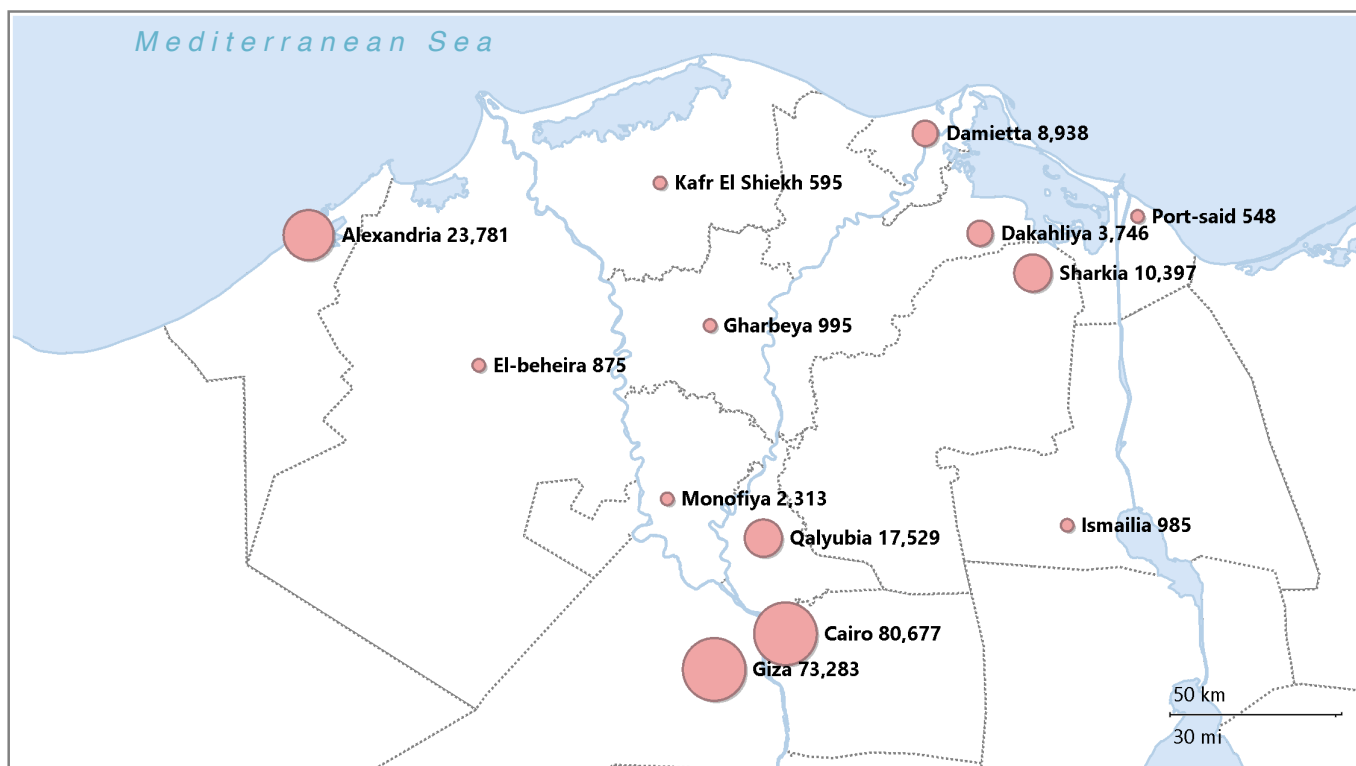 Mediterranean Sea
Damietta 8,938
Kafr El Shiekh 595
Port-said 548
Alexandria 23,781
Dakahliya 3,746
Sharkia 10,397
Gharbeya 995
El-beheira 875
Monofiya 2,313
Ismailia 985
Qalyubia 17,529
Cairo 80,677
Giza 73,283
50 km
30 mi